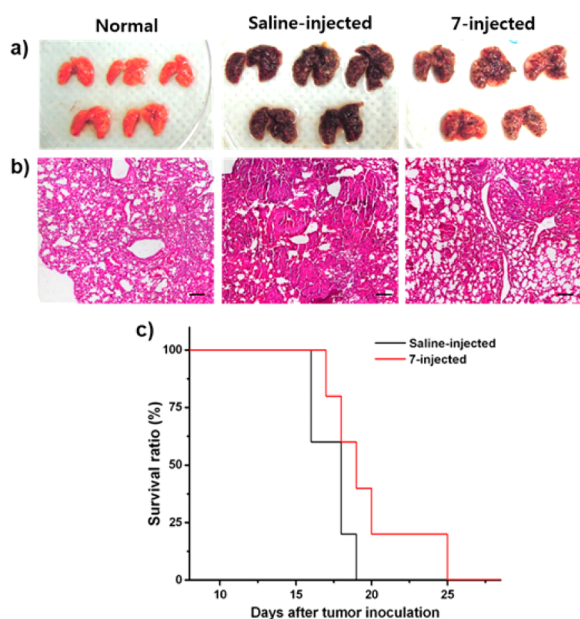 Normal Saline-injected 7-injected
a)
b)
c)
Saline-injected
7-injected
100
75
50
25
0
Survival ratio (%)
10 15 20 25
Days after tumor inoculation